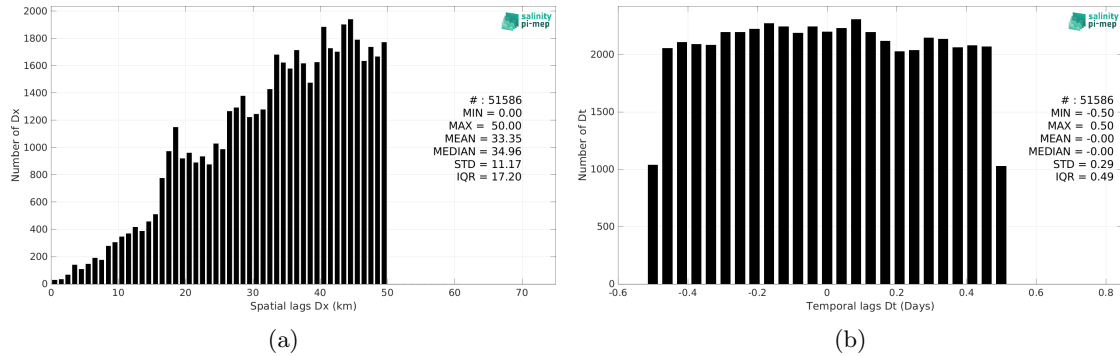 2000
1800
1600
1400
1200
1000
800
600
400
200
0
Number of Dx
0 10 20 30 40 50 60 70
Spatial lags Dx (km)
salinity
pi-mep
# : 51586
MIN = 0.00
MAX = 50.00
MEAN = 33.35
MEDIAN = 34.96
STD = 11.17
IQR = 17.20
(a)
2000
1500
1000
500
0
Number of Dt
-0.6 -0.4 -0.2 0 0.2 0.4 0.6 0.8
Temporal lags Dt (Days)
salinity
pi-mep
# : 51586
MIN = -0.50
MAX = 0.50
MEAN = -0.00
MEDIAN = -0.00
STD = 0.29
IQR = 0.49
(b)